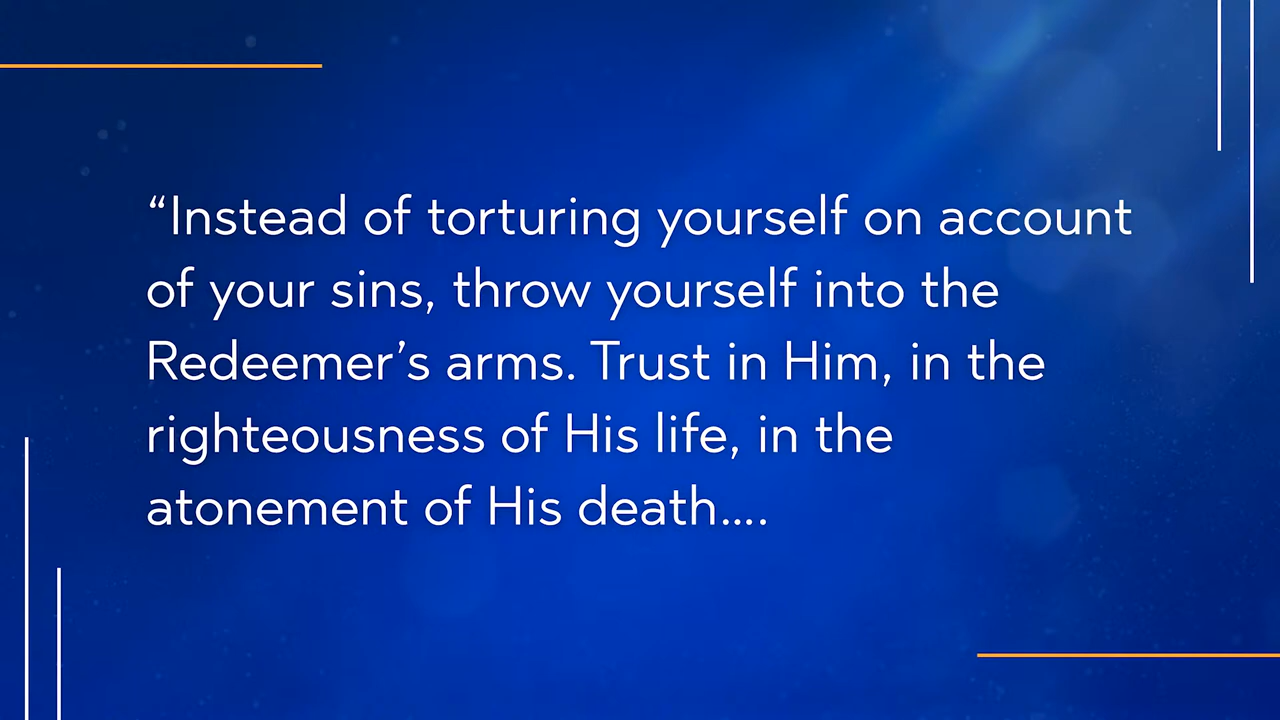 “Instead of torturing yourself on account
of your sins, throw yourself into the
Redeemer’s arms. Trust in Him, in the
righteousness of His life, in the
atonement of His death....